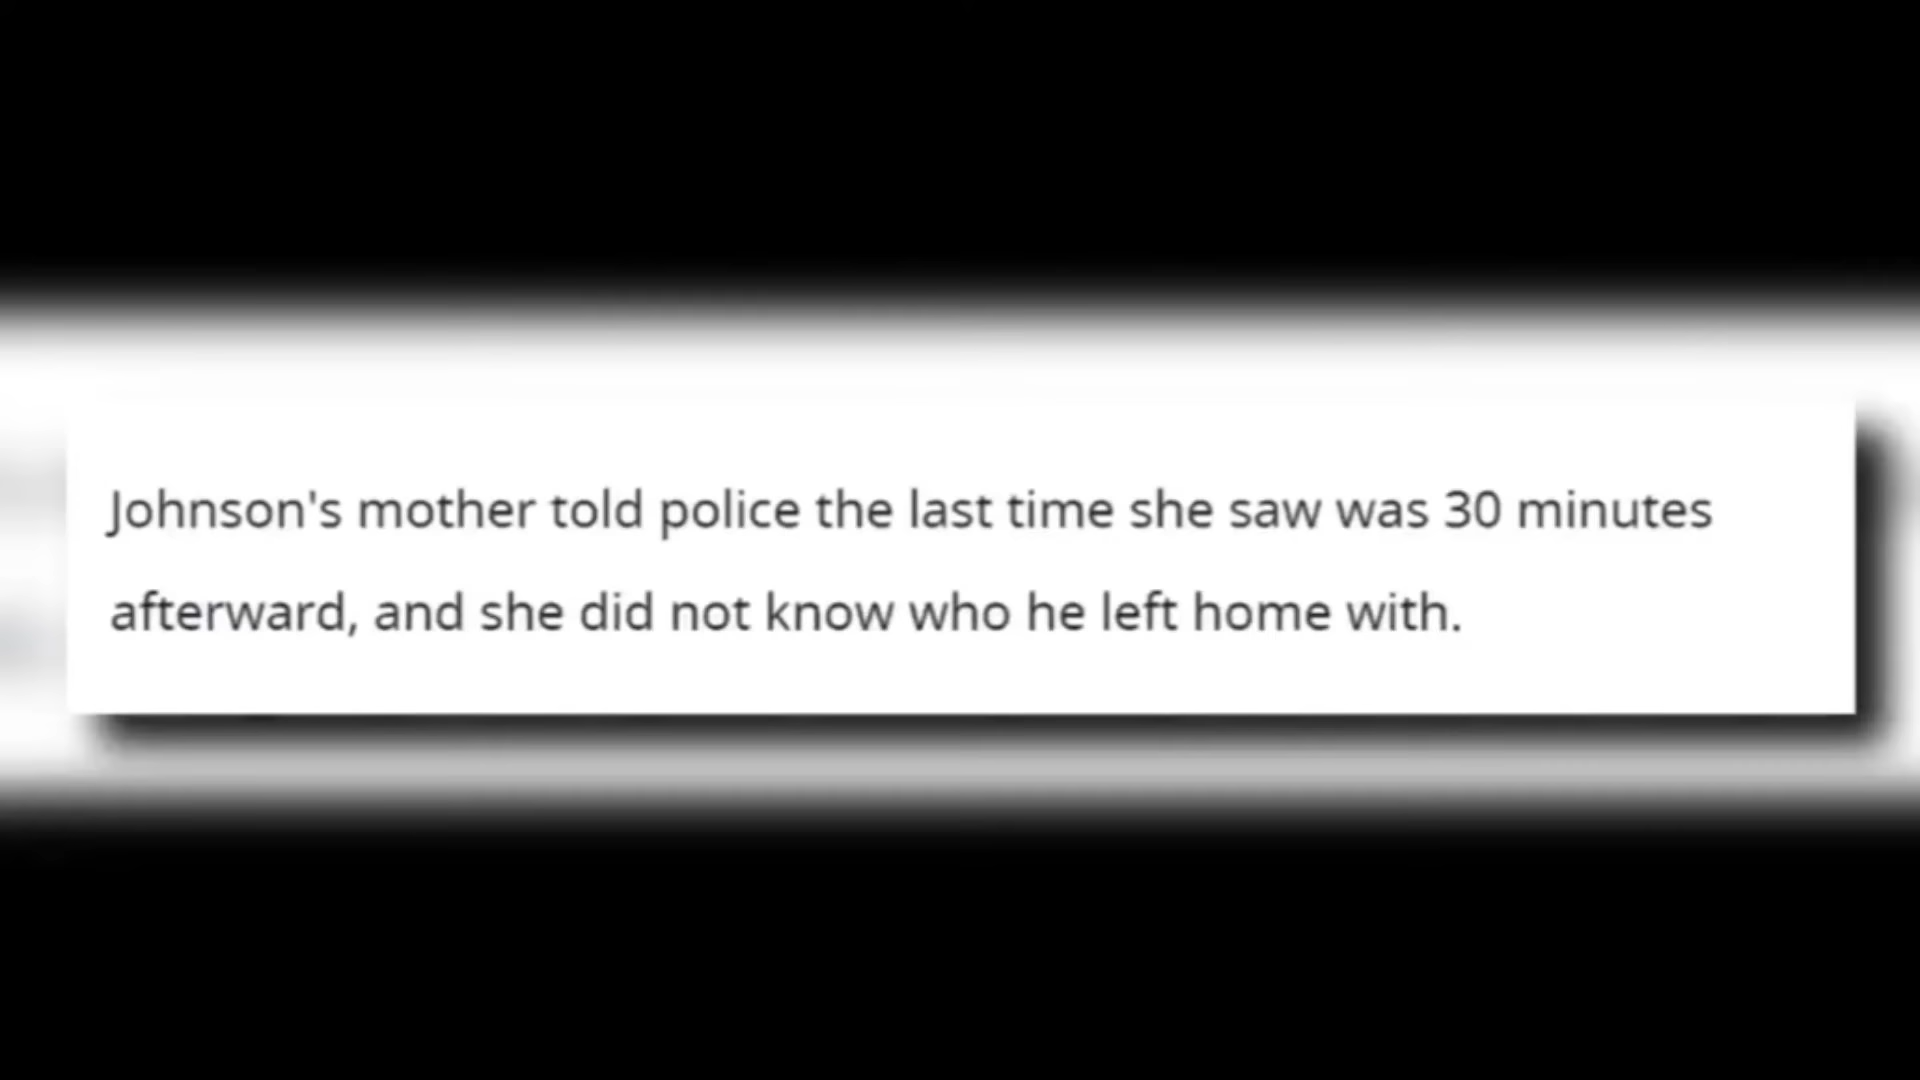 Johnson's mother told police the last time she saw was 30 minutes
afterward, and she did not know who he left home with.